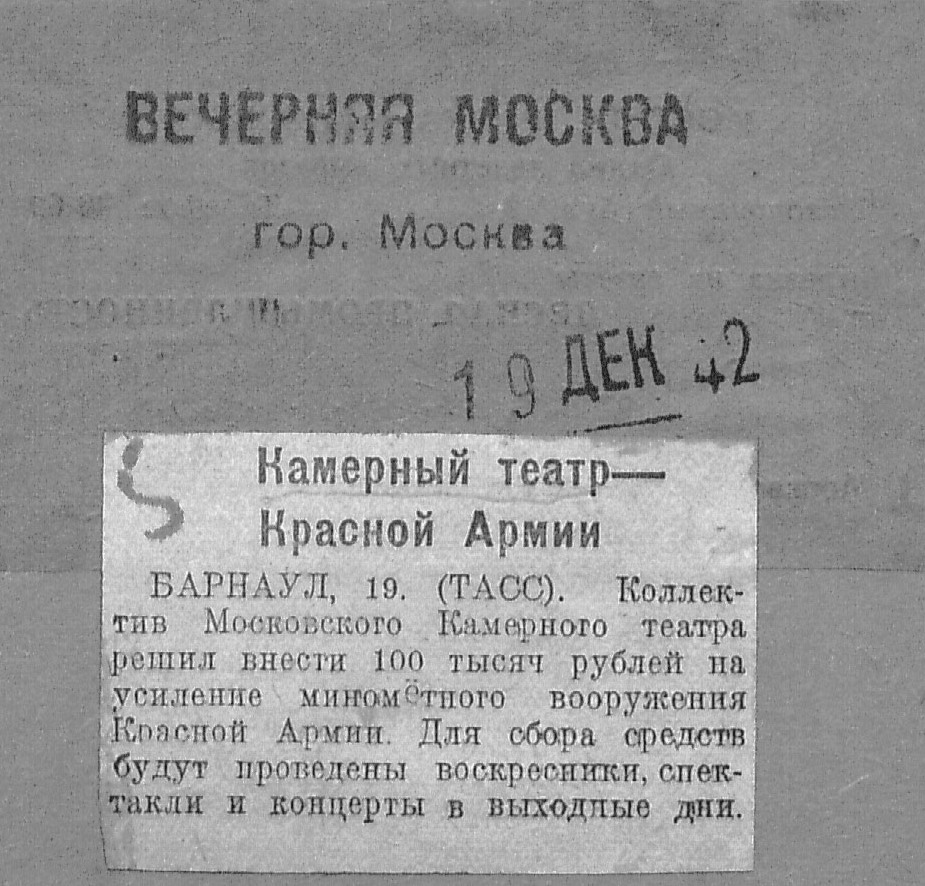 ВЕЧЕРНЯЯ МОСКВА
гор. Москва
19 ДЕК 42
5
Камерный театр—
Красной Армии
БАРНАУЛ, 19. (ТАСС). Коллек-
тив Московского Камерного театра
решил внести 100 тысяч рублей на
усиление миномётного вооружения
Красной Армии. Для сбора средств
будут проведены воскресники, спек-
такли и концерты в выходные дни.